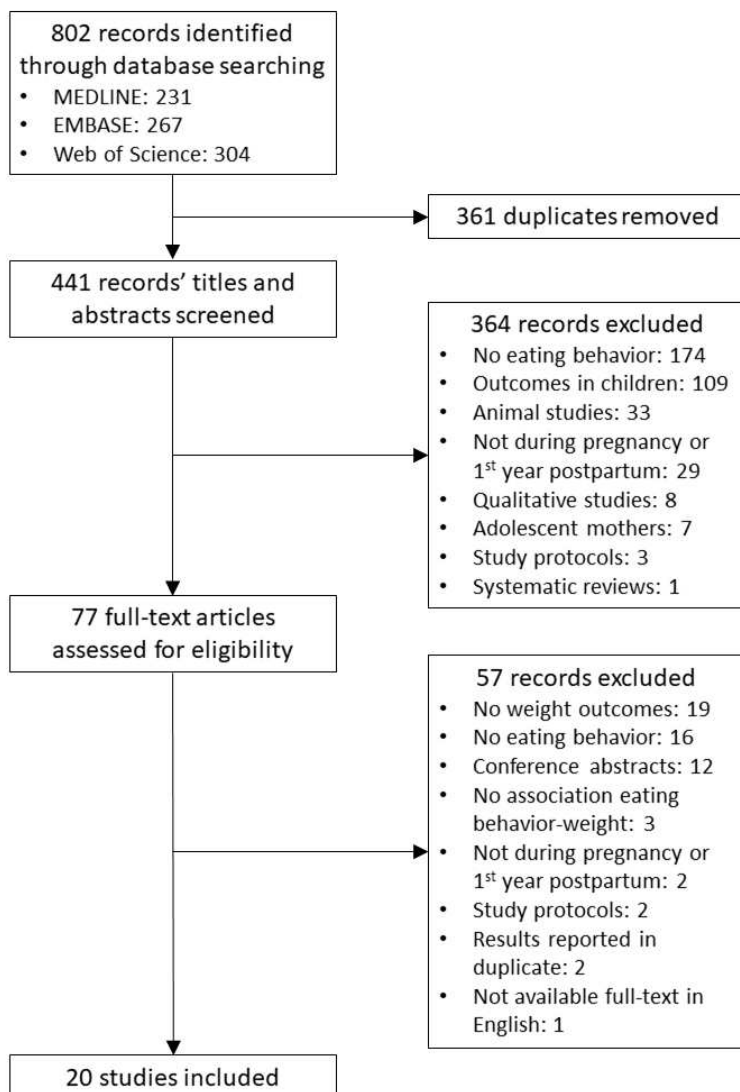 802 records identified
through database searching
• MEDLINE: 231
• EMBASE: 267
• Web of Science: 304
361 duplicates removed
441 records’ titles and
abstracts screened
364 records excluded
• No eating behavior: 174
• Outcomes in children: 109
• Animal studies: 33
• Not during pregnancy or
1st year postpartum: 29
• Qualitative studies: 8
• Adolescent mothers: 7
• Study protocols: 3
• Systematic reviews: 1
77 full-text articles
assessed for eligibility
57 records excluded
• No weight outcomes: 19
• No eating behavior: 16
• Conference abstracts: 12
• No association eating
behavior-weight: 3
• Not during pregnancy or
1st year postpartum: 2
• Study protocols: 2
• Results reported in
duplicate: 2
• Not available full-text in
English: 1
20 studies included